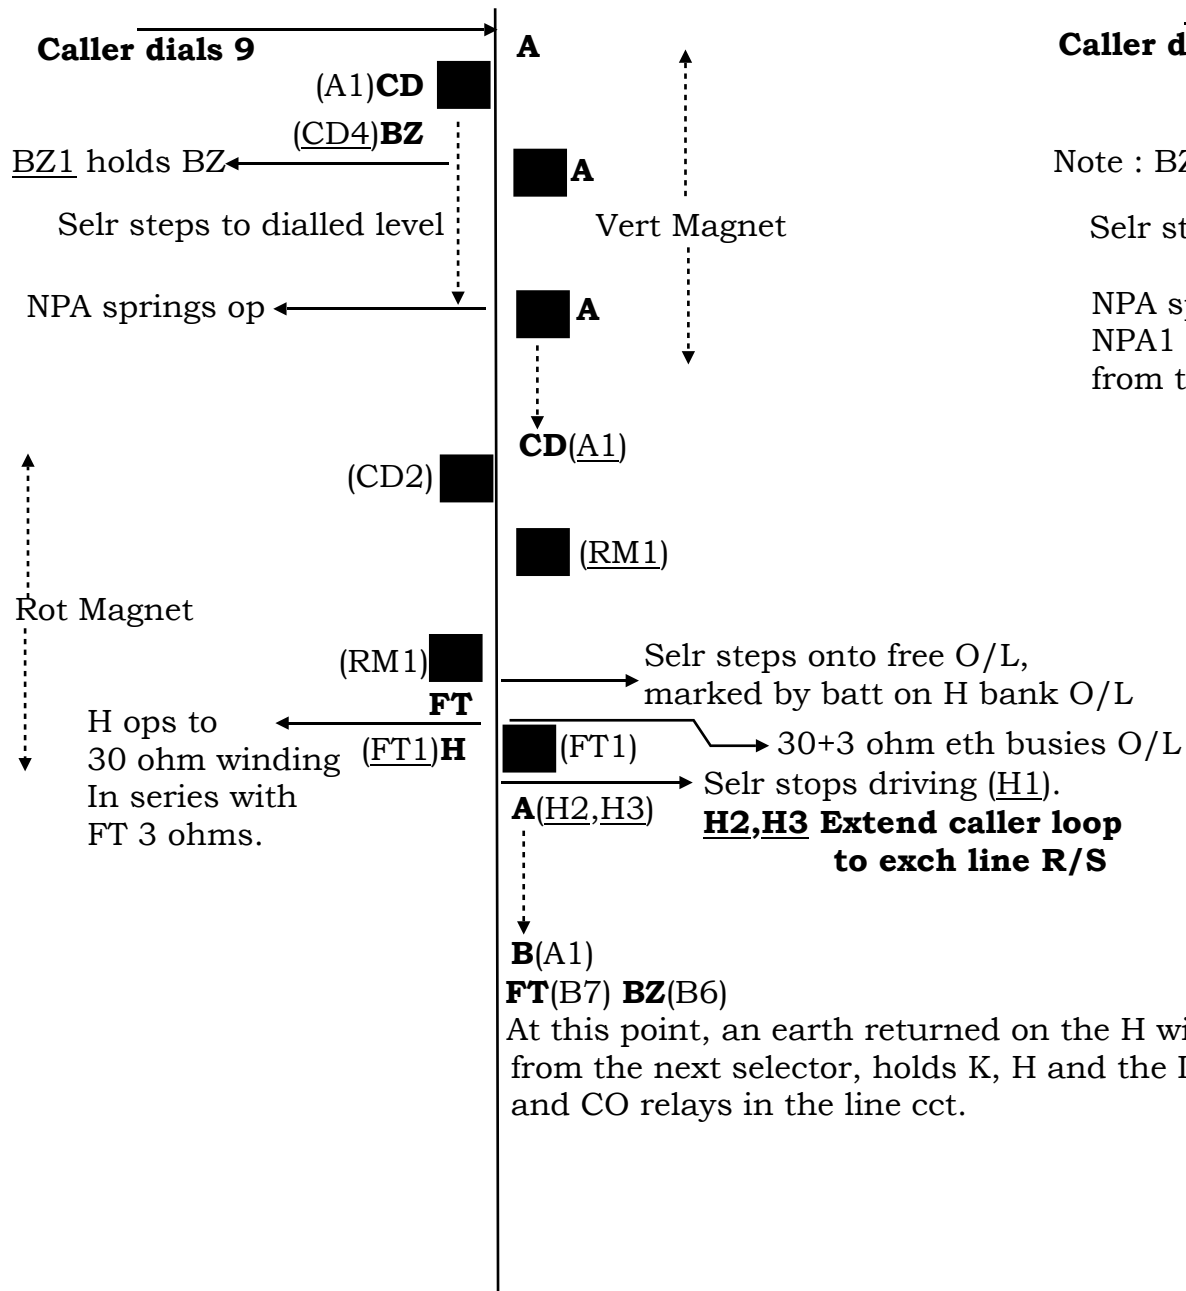 Caller dials 9
A
Caller d
(A1)CD
(CD4)BZ
BZ1 holds BZ
A
Note : BZ
Selr steps to dialled level
Vert Magnet
Selr st
NPA springs op
A
NPA sp
NPA1
from t
CD(A1)
(CD2)
(RM1)
Rot Magnet
(RM1)
Selr steps onto free O/L,
marked by batt on H bank O/L
FT
H ops to
30 ohm winding
In series with
FT 3 ohms.
(FT1)H
(FT1)
30+3 ohm eth busies O/L
Selr stops driving (H1).
A(H2,H3)
H2,H3 Extend caller loop
to exch line R/S
B(A1)
FT(B7) BZ(B6)
At this point, an earth returned on the H wi
from the next selector, holds K, H and the
and CO relays in the line cct.